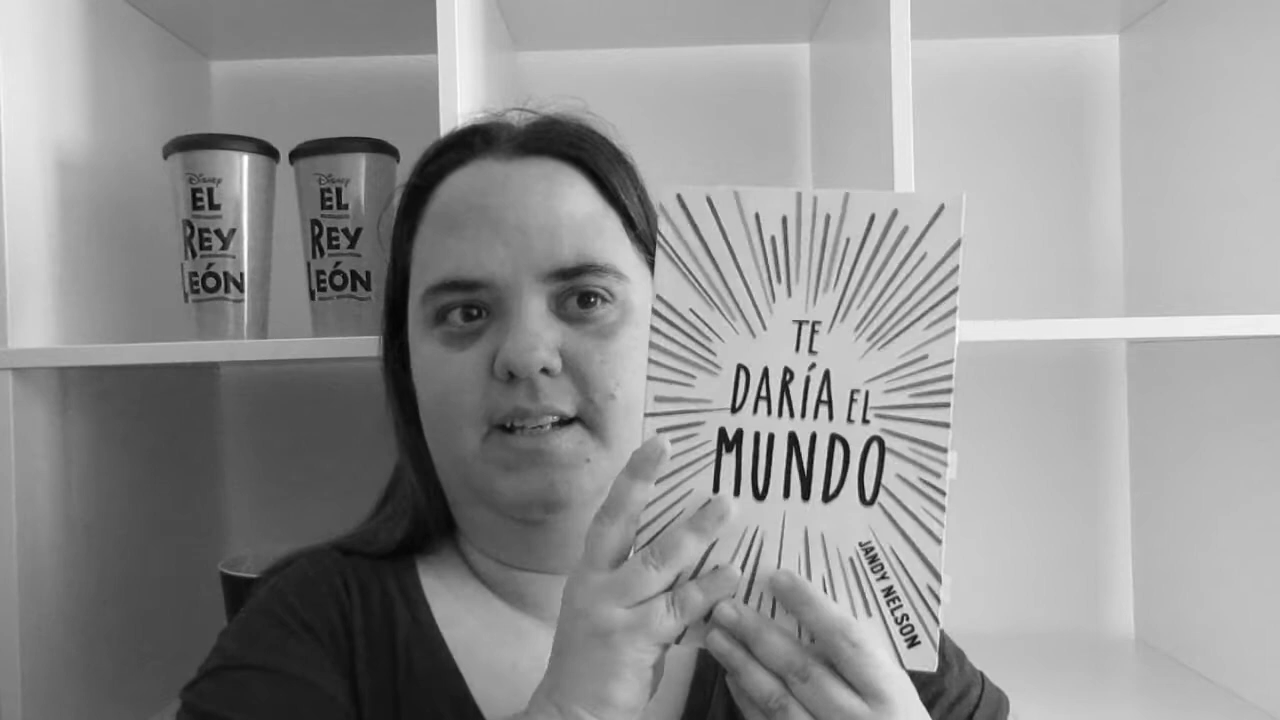 Disney
EL
REY
LEÓN
Disney
EL
REY
LEÓN
TE
DARÍA EL
MUNDO
JANDY NELSON